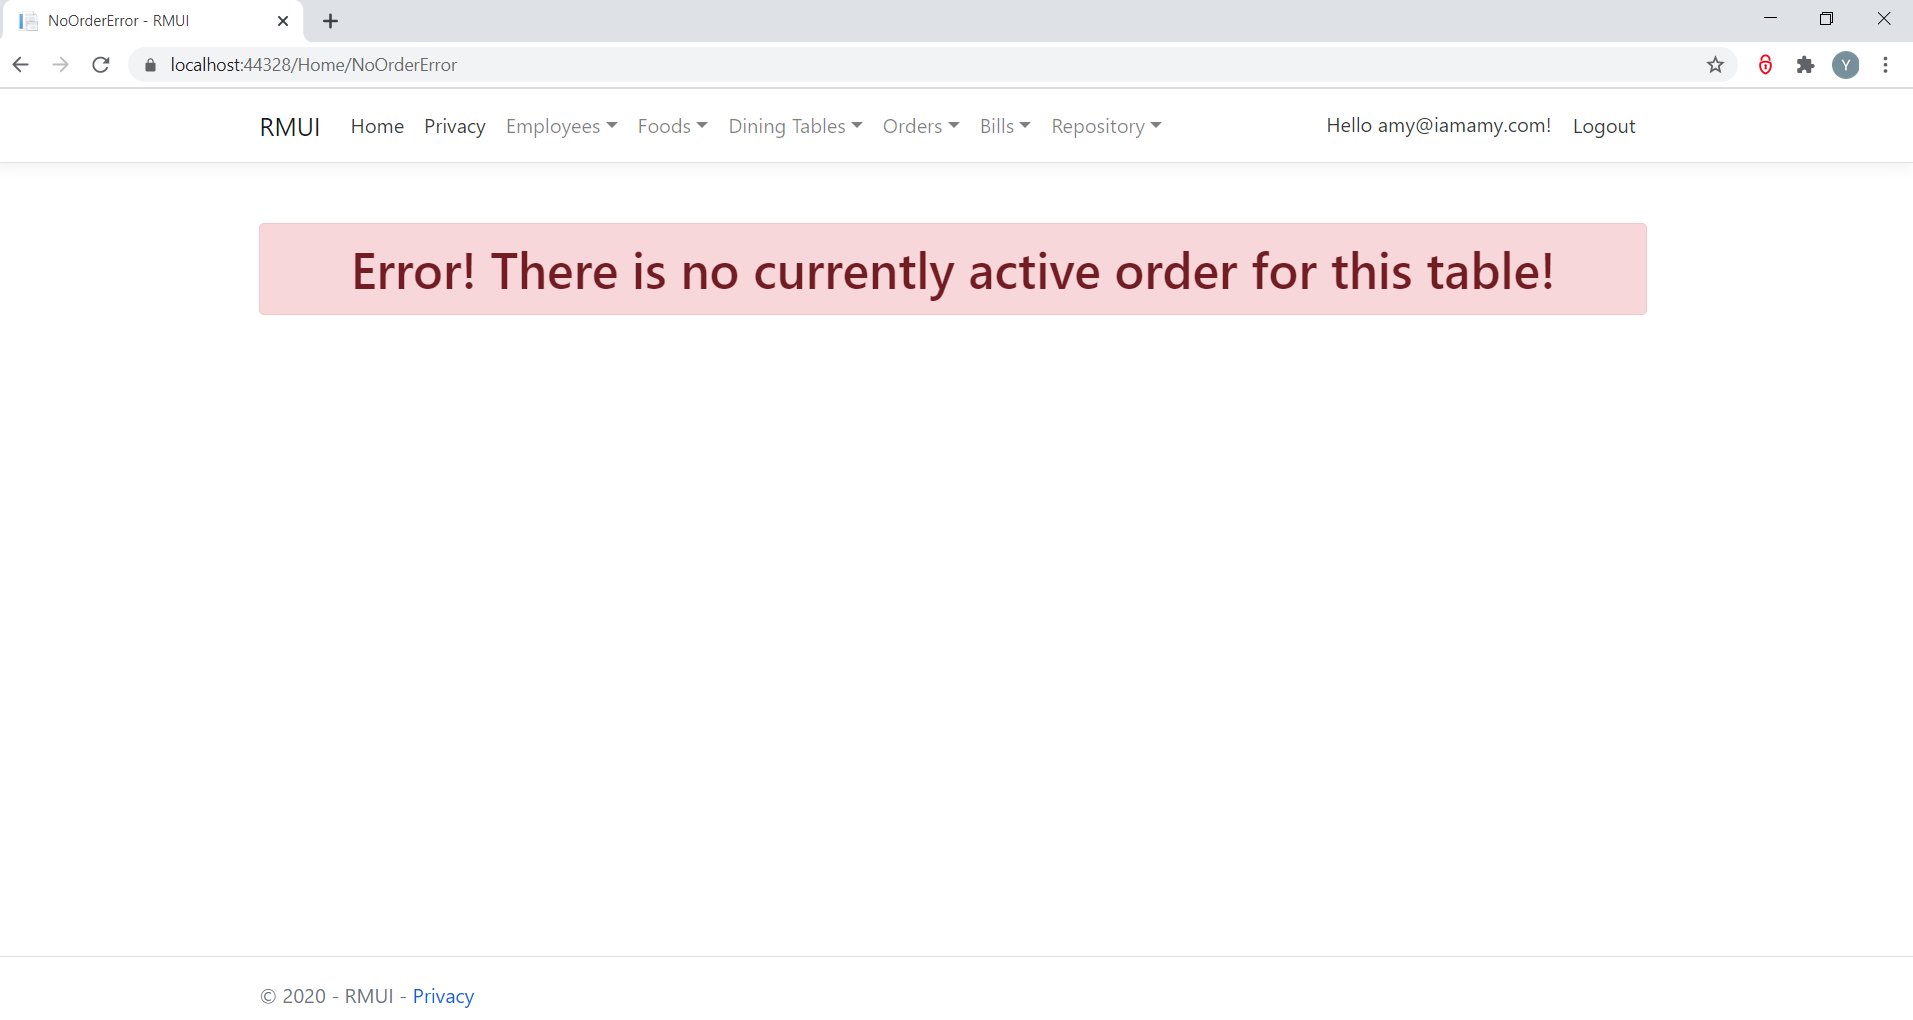 NoOrderError - RMUI
localhost:44328/Home/NoOrderError
Y
RMUI Home Privacy Employees Foods Dining Tables Orders Bills Repository Hello amy@iamamy.com! Logout
Error! There is no currently active order for this table!
© 2020 - RMUI - Privacy